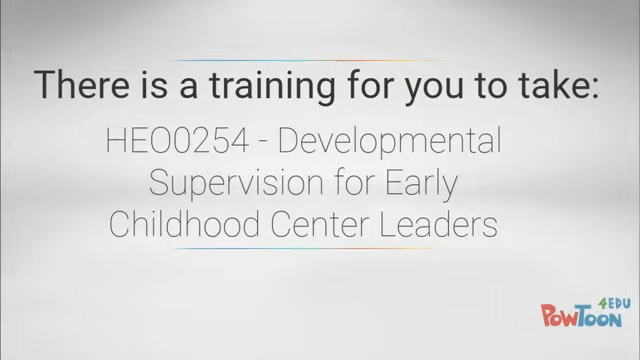 There is a training for you to take:
HEO0254 - Developmental
Supervision for Early
Childhood Center Leaders
4EDU
POWTOON